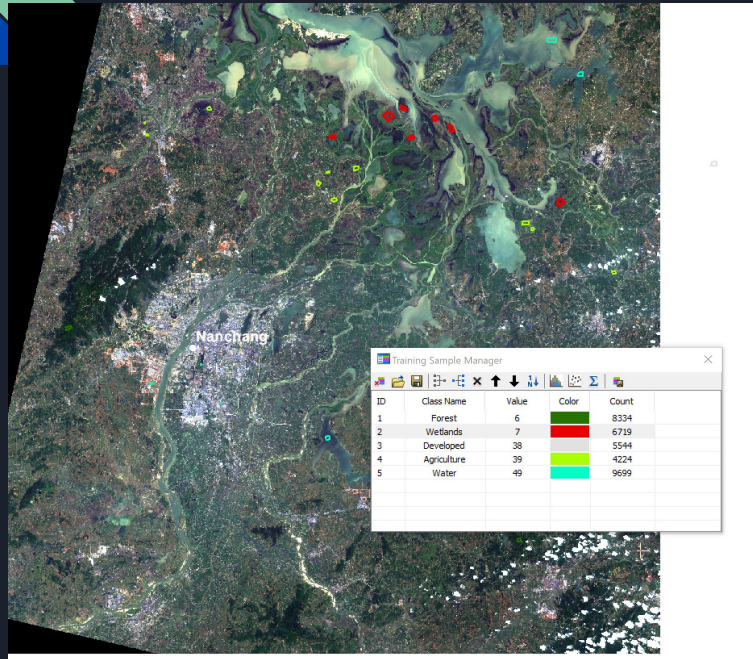 Nanchang
Training Sample Manager
ID Class Name Value Color Count
1 Forest 6 8334
2 Wetlands 7 6719
3 Developed 38 5544
4 Agriculture 39 4224
5 Water 49 9699